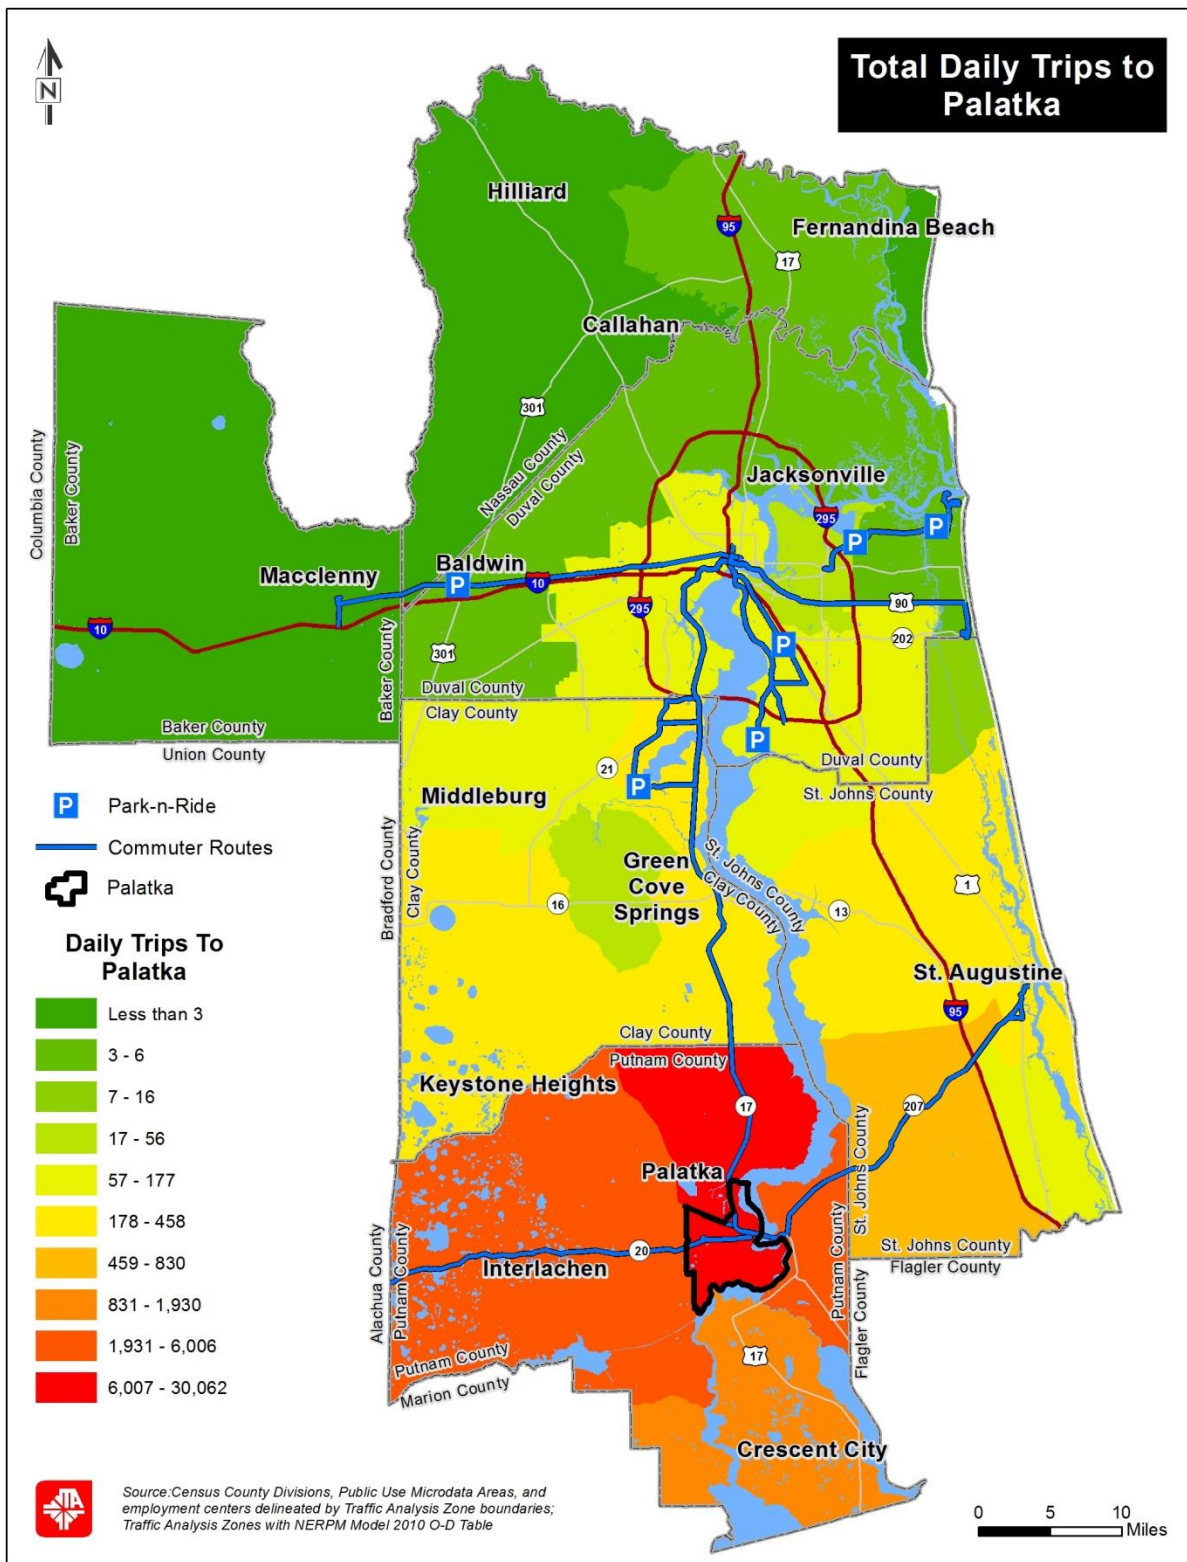 Total Daily Trips to
Palatka
N
Hilliard
95
Fernandina Beach
17
Callahan
301
Columbia County
Baker County
Nassau County
Duval County
Jacksonville
295
P
P
Macclenny
Baldwin
P
10
295
90
10
P
202
301
Baker County
Duval County
Clay County
Baker County
Union County
P
21
P
Duval County
St. Johns County
Middleburg
P Park-n-Ride
Commuter Routes
Palatka
Bradford County
Clay County
Green
Cove
Springs
St. Johns County
Clay County
1
16
13
St. Augustine
95
Daily Trips To
Palatka
Less than 3
3 - 6
7 - 16
17 - 56
57 - 177
178 - 458
459 - 830
831 - 1,930
1,931 - 6,006
6,007 - 30,062
Clay County
Putnam County
Keystone Heights
17
207
Palatka
St. Johns County
Putnam County
20
Interlachen
Alachua County
Putnam County
St. Johns County
Flagler County
Flagler County
Putnam County
Marion County
17
Crescent City
JTA
Source:Census County Divisions, Public Use Microdata Areas, and
employment centers delineated by Traffic Analysis Zone boundaries;
Traffic Analysis Zones with NERPM Model 2010 O-D Table
0 5 10
Miles